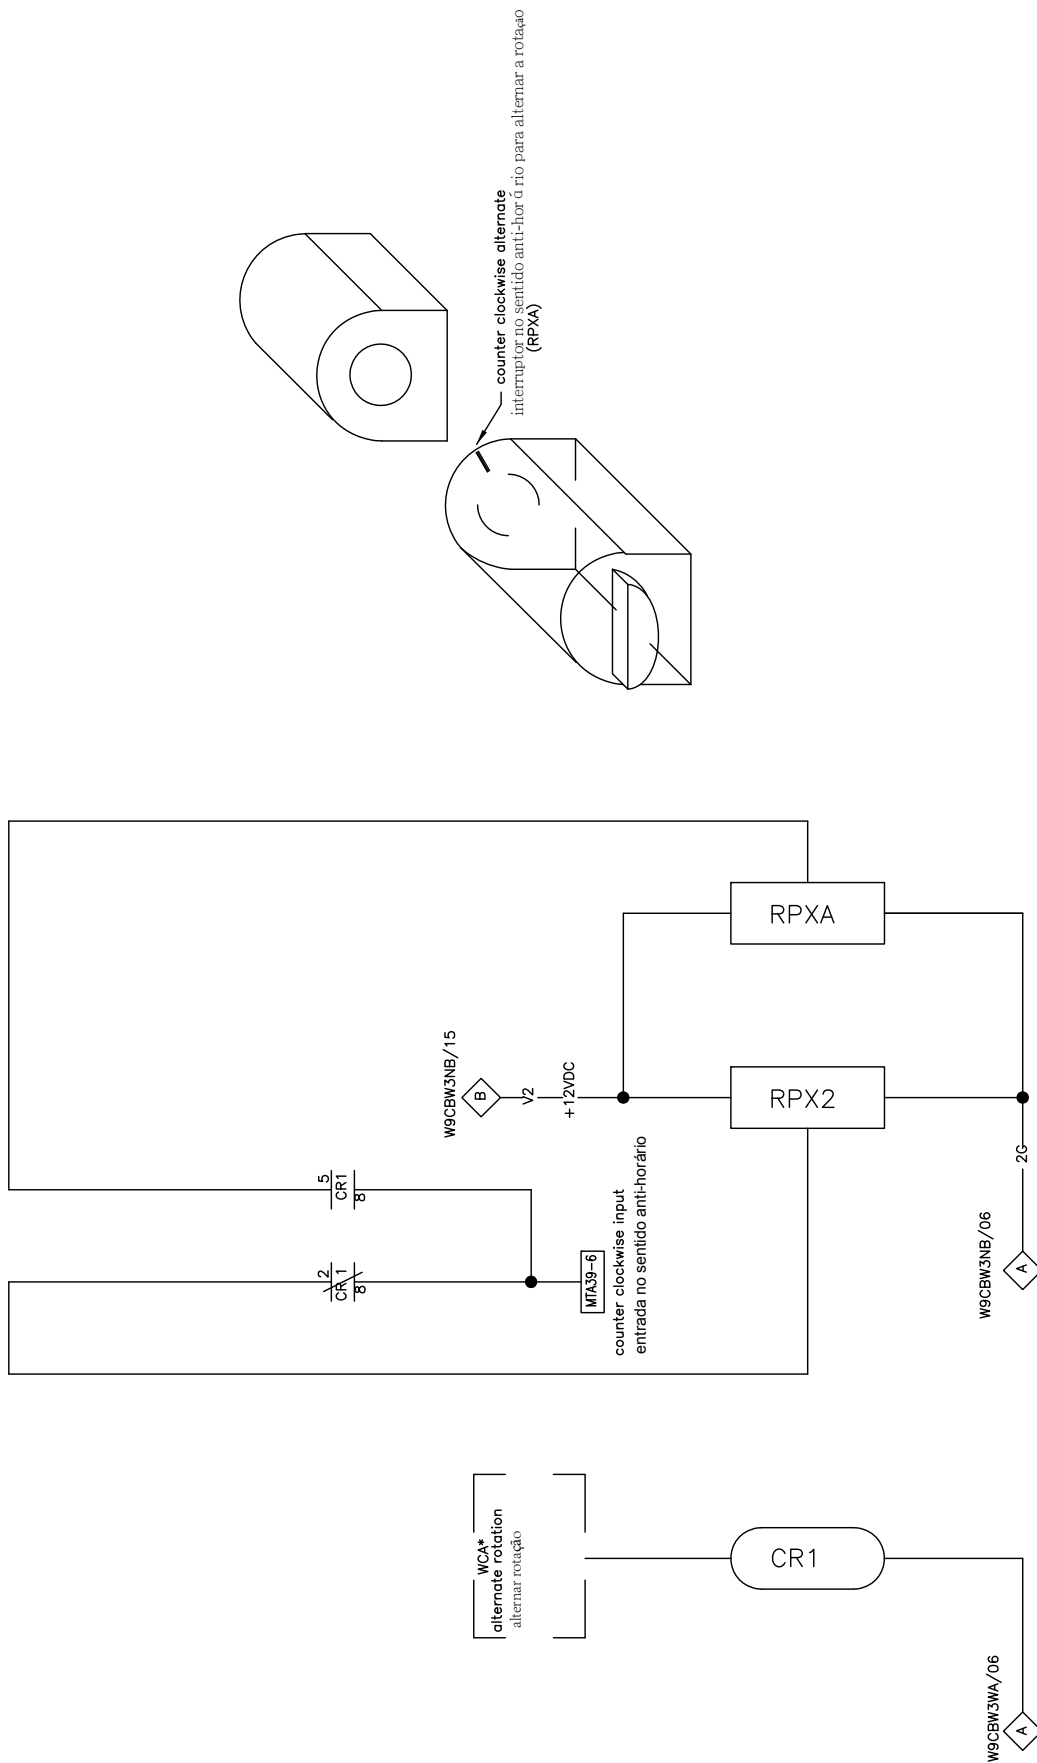 counter clockwise alternate
interruptor no sentido anti-hor á rio para alternar a rotação
(RPXA)
RPXA
W9CBW3NB/15
B
V2
+12VDC
RPX2
5
CR1
8
2
CR1
8
MTA39-6
counter clockwise input
entrada no sentido anti-horário
2G
W9CBW3NB/06
A
WCA*
alternate rotation
alternar rotação
CR1
W9CBW3WA/06
A